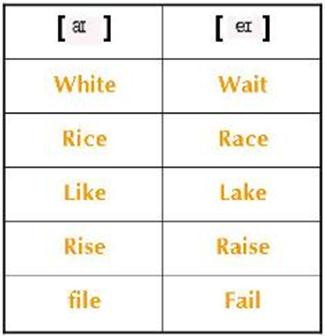 [ aɪ ] [ eɪ ]
White Wait
Rice Race
Like Lake
Rise Raise
file Fail